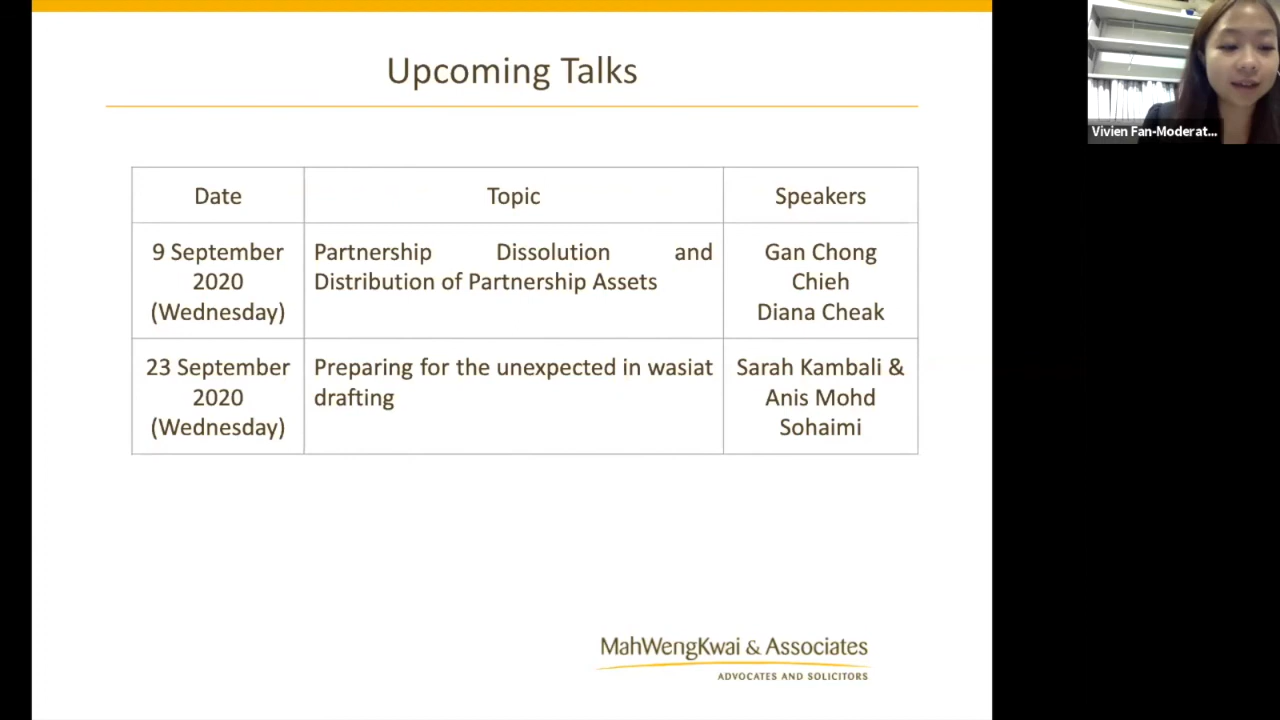 Upcoming Talks
Date
Topic
Speakers
9 September
2020
(Wednesday)
Partnership Dissolution and
Distribution of Partnership Assets
Gan Chong
Chieh
Diana Cheak
23 September
2020
(Wednesday)
Preparing for the unexpected in wasiat
drafting
Sarah Kambali &
Anis Mohd
Sohaimi
MahWengKwai & Associates
ADVOCATES AND SOLICITORS
Vivien Fan-Moderat...